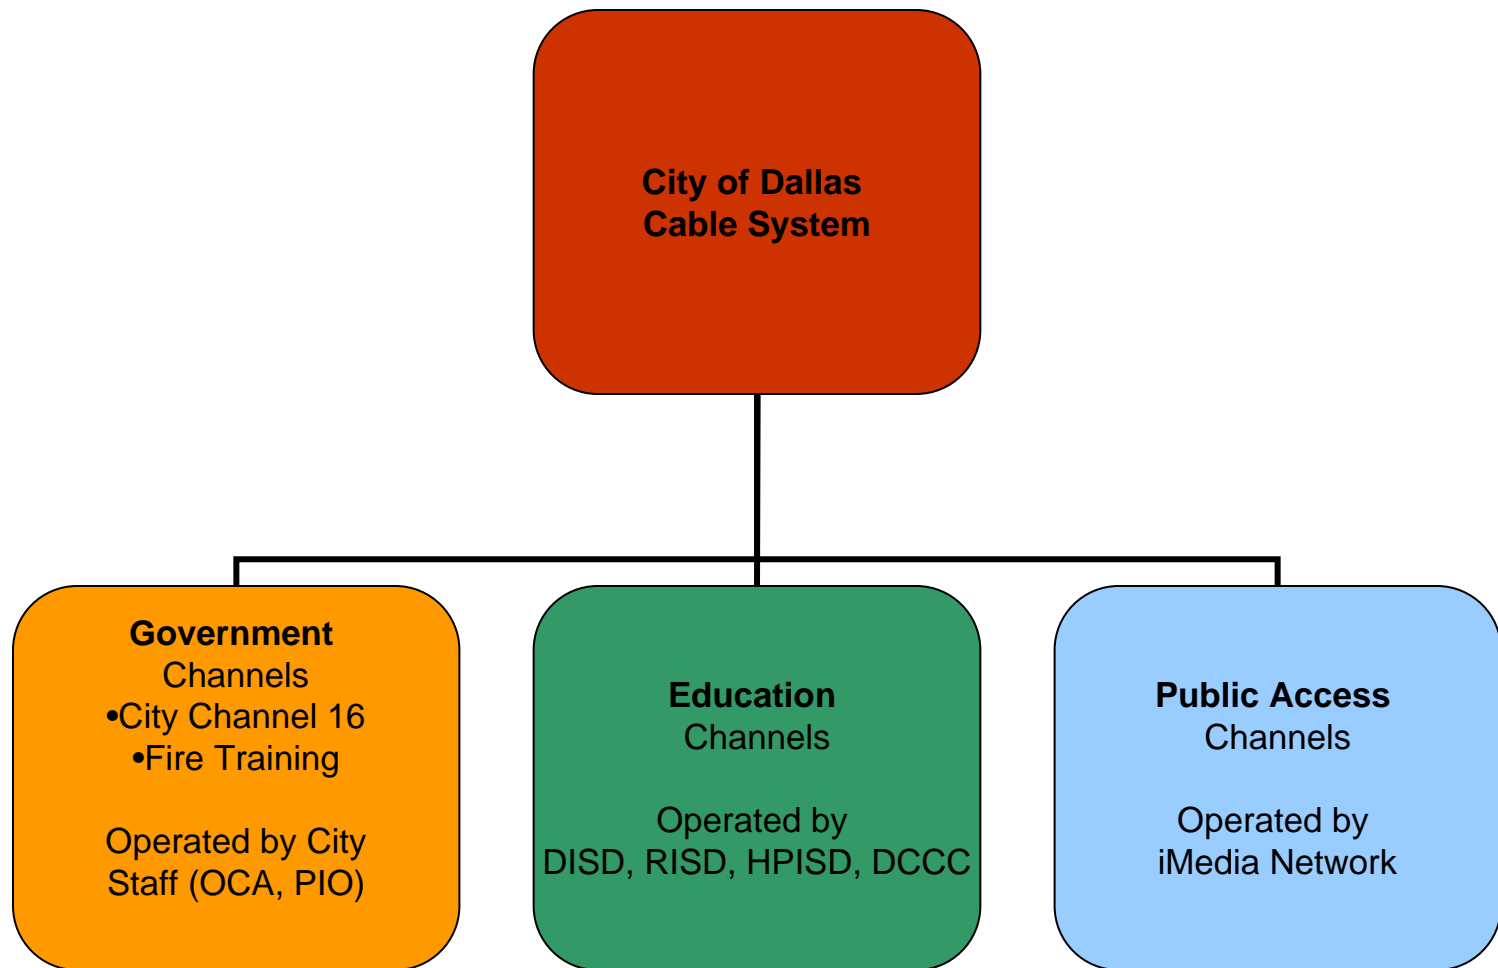 City of Dallas
Cable System
Government
Channels
•City Channel 16
•Fire Training
Operated by City
Staff (OCA, PIO)
Education
Channels
Operated by
DISD, RISD, HPISD, DCCC
Public Access
Channels
Operated by
iMedia Network